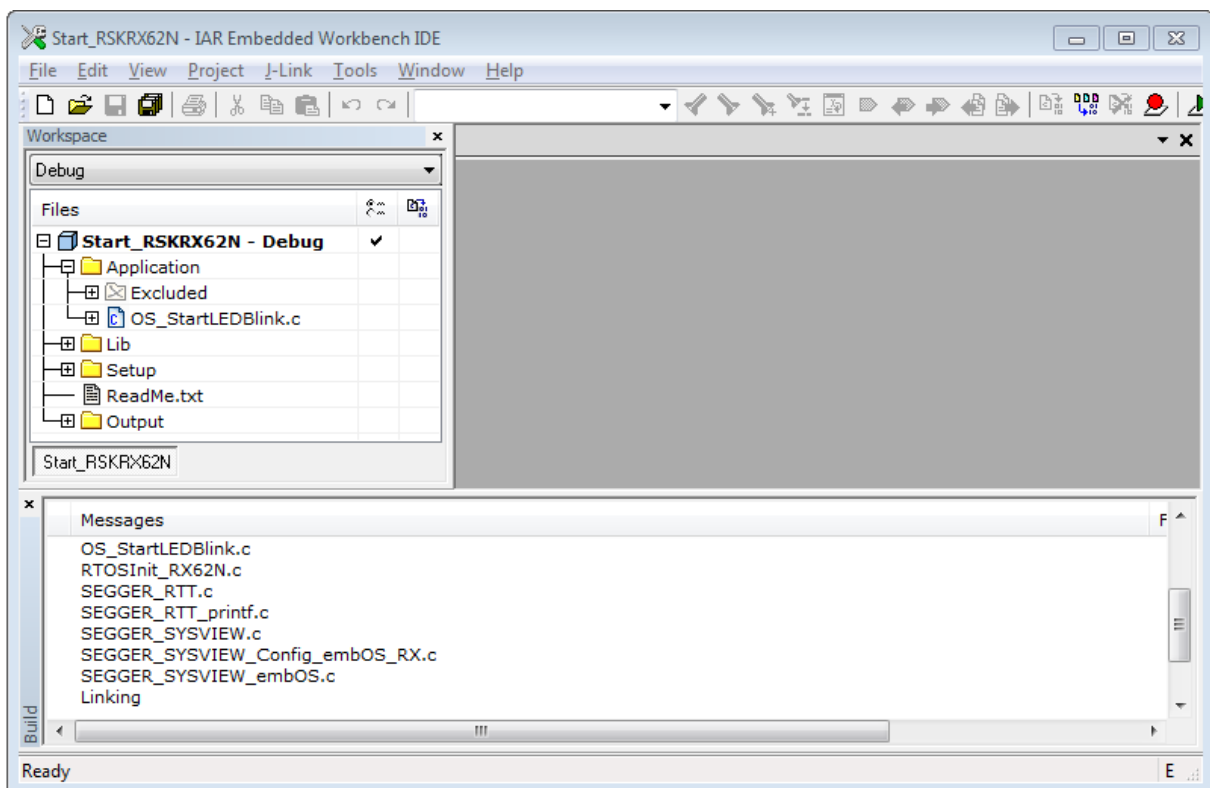 Start_RSKRX62N - IAR Embedded Workbench IDE
File Edit View Project J-Link Tools Window Help
Workspace
Debug
Files
Start_RSKRX62N - Debug
Application
Excluded
OS_StartLEDBlink.c
Lib
Setup
ReadMe.txt
Output
Start_RSKRX62N
Messages
F
OS_StartLEDBlink.c
RTOSInit_RX62N.c
SEGGER_RTT.c
SEGGER_RTT_printf.c
SEGGER_SYSVIEW.c
SEGGER_SYSVIEW_Config_embOS_RX.c
SEGGER_SYSVIEW_embOS.c
Linking
Build
Ready
E